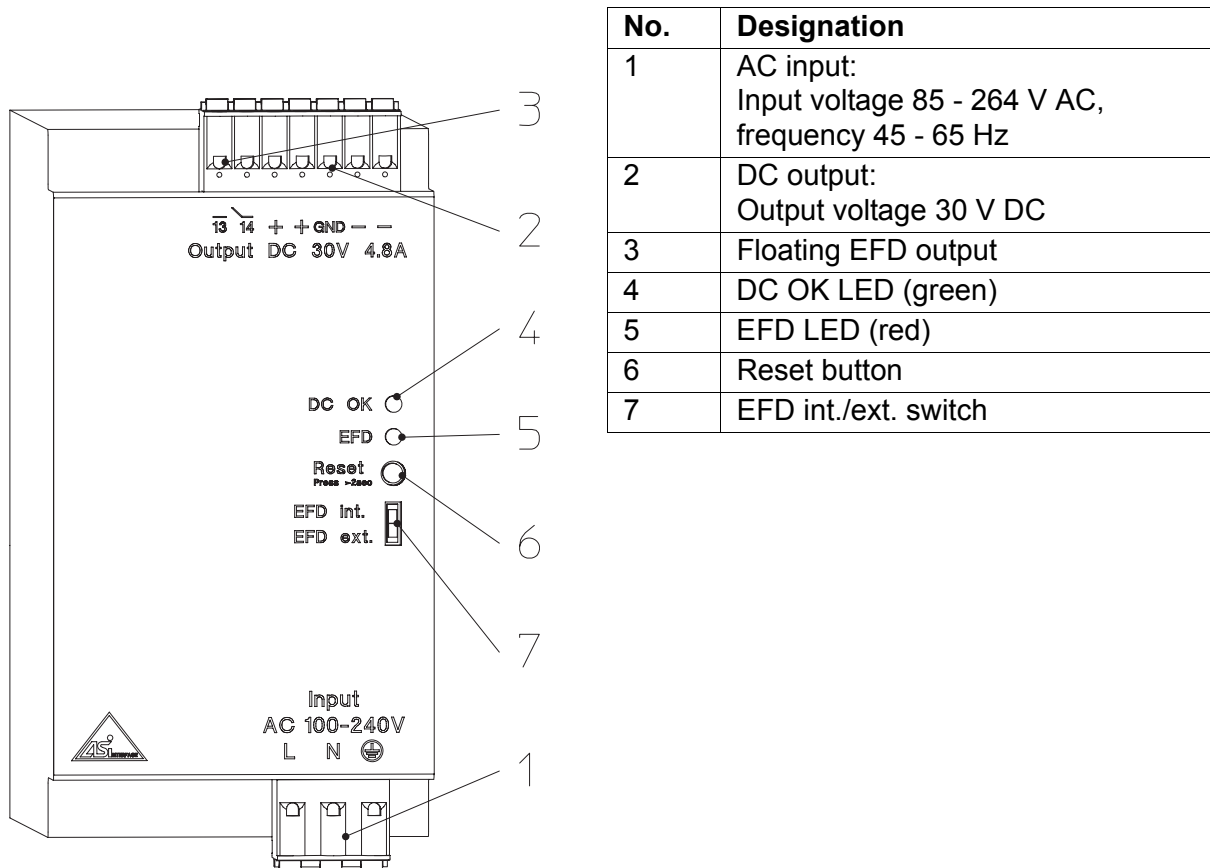 3
2
13 14 + + GND – –
Output DC 30V 4.8A
4
DC OK
EFD
5
Reset
Press >2sec
EFD int.
EFD ext.
6
7
Input
AC 100-240V
L N
ASi INTERFACE
1
No. Designation
1 AC input:
Input voltage 85 - 264 V AC,
frequency 45 - 65 Hz
2 DC output:
Output voltage 30 V DC
3 Floating EFD output
4 DC OK LED (green)
5 EFD LED (red)
6 Reset button
7 EFD int./ext. switch